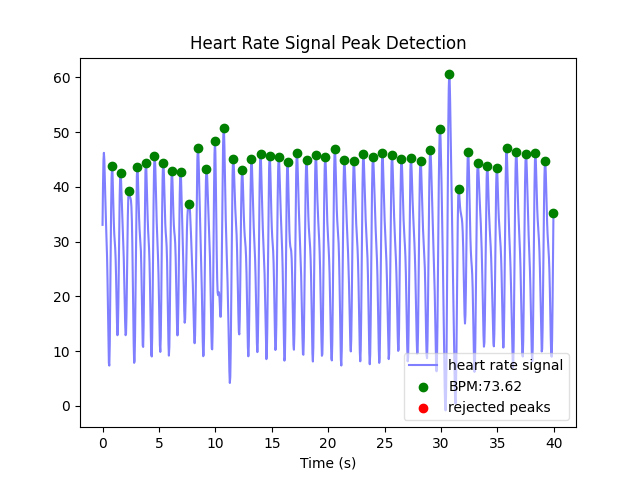 Heart Rate Signal Peak Detection
60
50
40
30
20
10
0
heart rate signal
BPM:73.62
rejected peaks
0 5 10 15 20 25 30 35 40
Time (s)